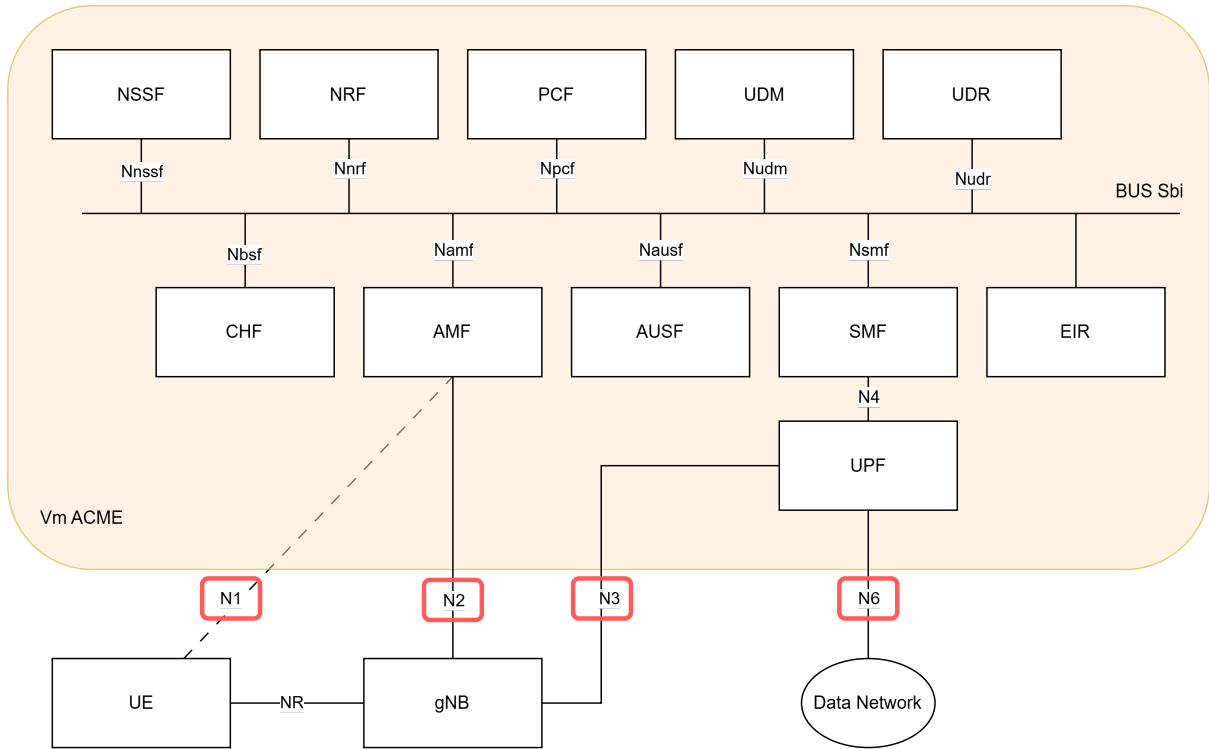 NSSF
NRF
PCF
UDM
UDR
Nnssf
Nnrf
Npcf
Nudm
Nudr
BUS Sbi
Nbsf
Namf
Nausf
Nsmf
CHF
AMF
AUSF
SMF
EIR
N4
UPF
Vm ACME
N1
N2
N3
N6
UE
NR
gNB
Data Network